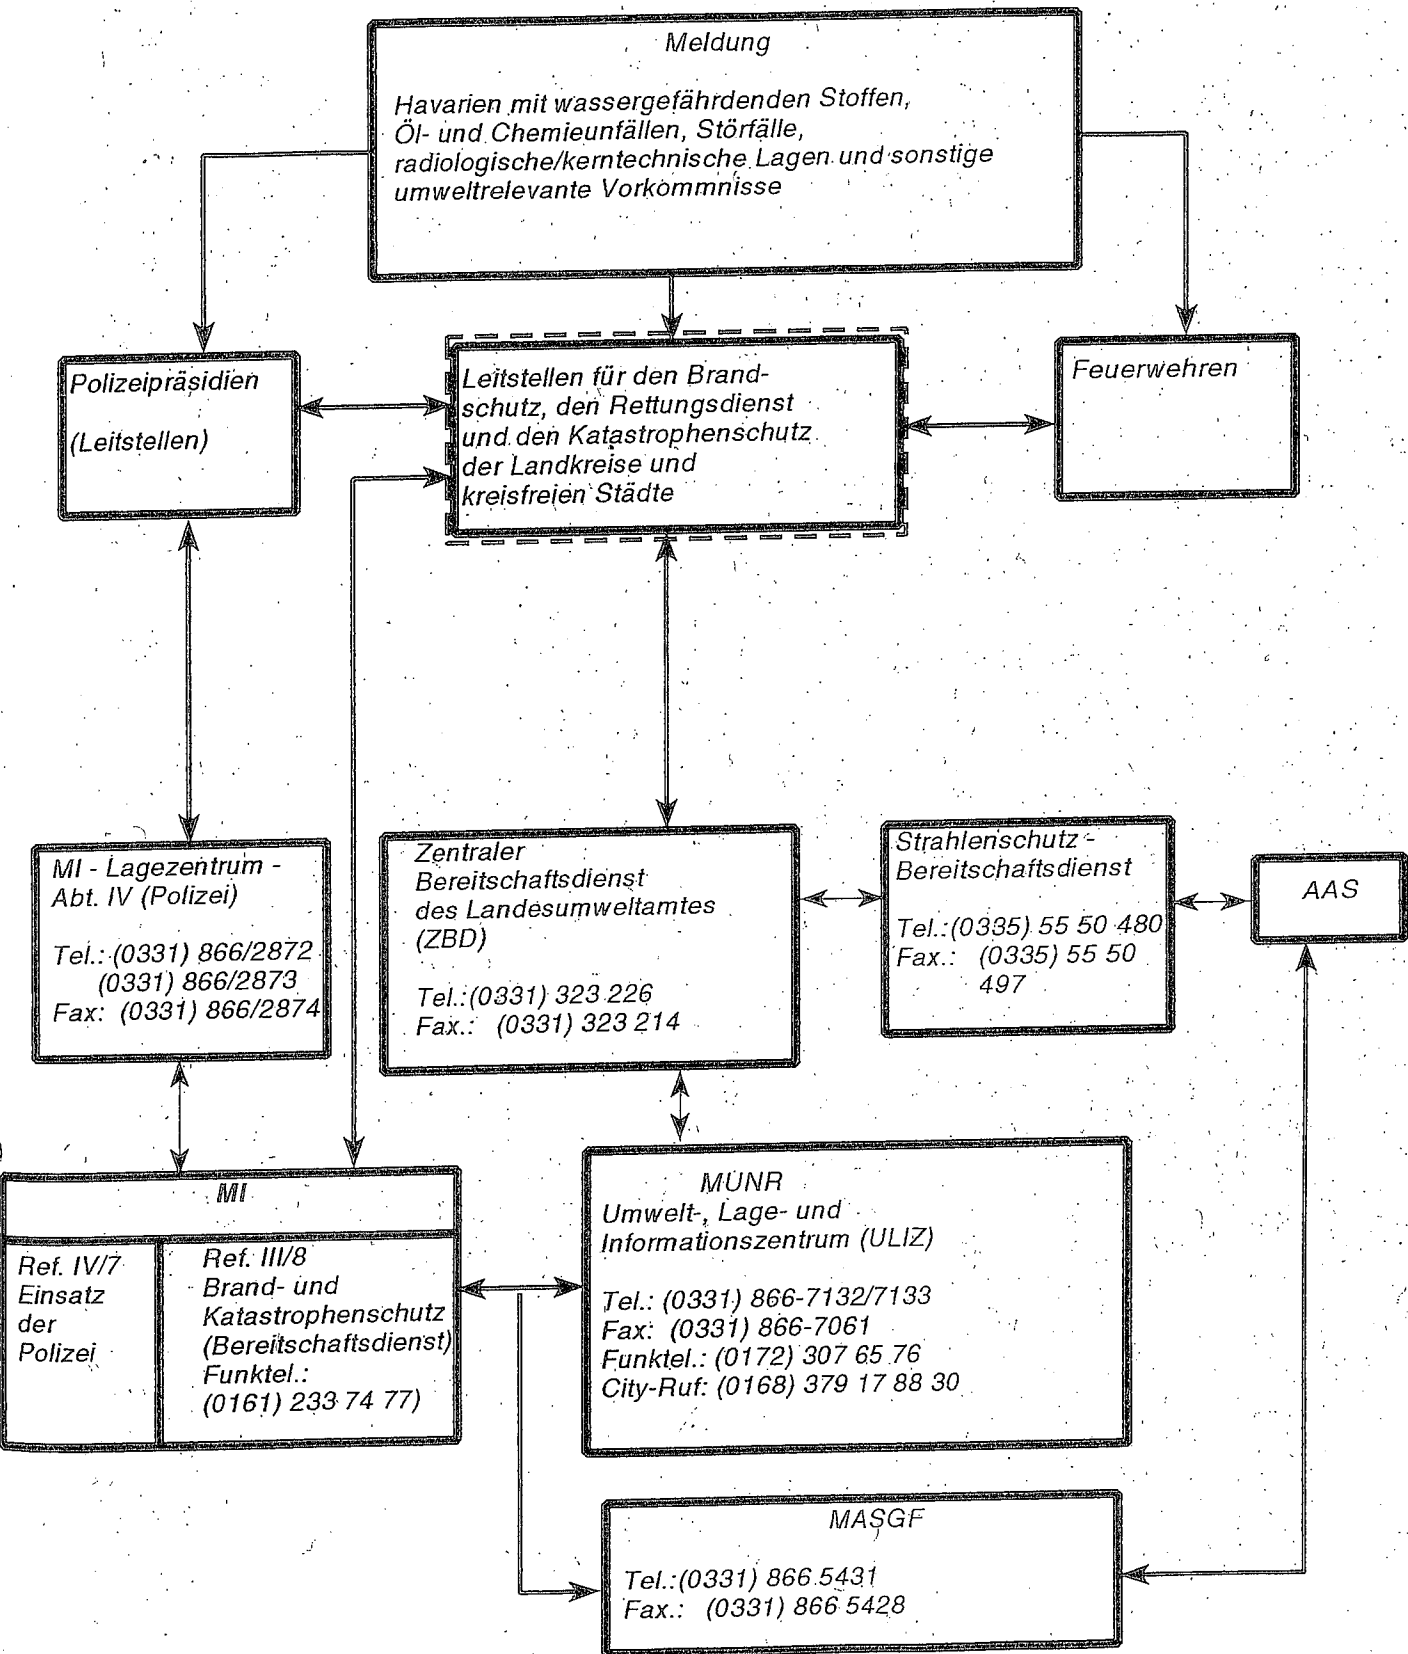 Meldung
Havarien mit wassergefährdenden Stoffen,
Öl- und Chemieunfällen, Störfälle,
radiologische/kerntechnische Lagen und sonstige
umweltrelevante Vorkommnisse
Polizeipräsidien
(Leitstellen)
Leitstellen für den Brand-
schutz, den Rettungsdienst
und den Katastrophenschutz
der Landkreise und
kreisfreien Städte
Feuerwehren
MI - Lagezentrum -
Abt. IV (Polizei)
Tel.: (0331) 866/2872
(0331) 866/2873
Fax: (0331) 866/2874
Zentraler
Bereitschaftsdienst
des Landesumweltamtes
(ZBD)
Tel.:(0331) 323 226
Fax.: (0331) 323 214
Strahlenschutz -
Bereitschaftsdienst
Tel.:(0335) 55 50 480
Fax.: (0335) 55 50
497
AAS
MI
Ref. IV/7
Einsatz
der
Polizei
Ref. III/8
Brand- und
Katastrophenschutz
(Bereitschaftsdienst)
Funktel.:
(0161) 233 74 77)
MUNR
Umwelt-, Lage- und
Informationszentrum (ULIZ)
Tel.: (0331) 866-7132/7133
Fax: (0331) 866-7061
Funktel.: (0172) 307 65 76
City-Ruf: (0168) 379 17 88 30
MASGF
Tel.:(0331) 866 5431
Fax.: (0331) 866 5428